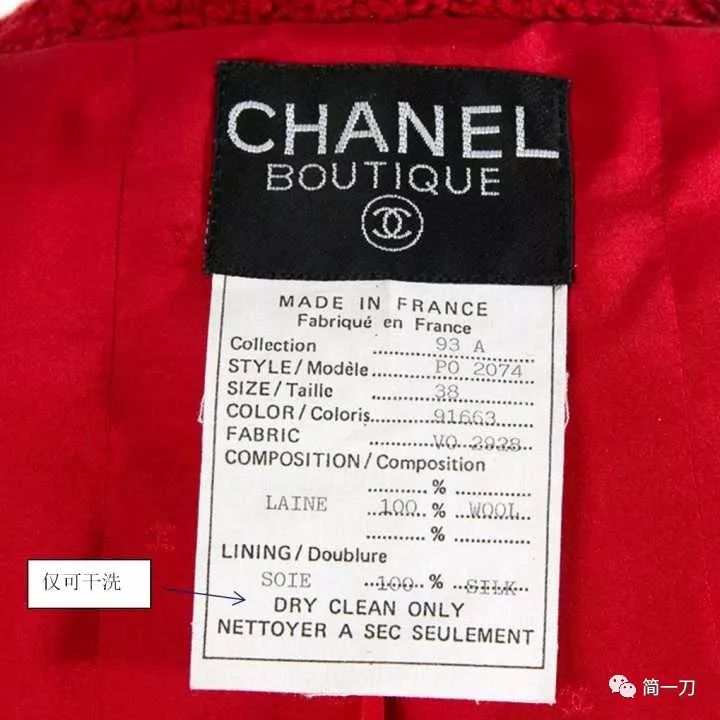 CHANEL
BOUTIQUE
MADE IN FRANCE
Fabriqué en France
Collection 93 A
STYLE/Modèle PO 2074
SIZE/Taille 38
COLOR/Coloris 91663
FABRIC VO 2928
COMPOSITION/Composition
%
LAINE 100 % WOOL
%
LINING/Doublure
SOIE 100 % SILK
仅可干洗
DRY CLEAN ONLY
NETTOYER A SEC SEULEMENT
简一刀